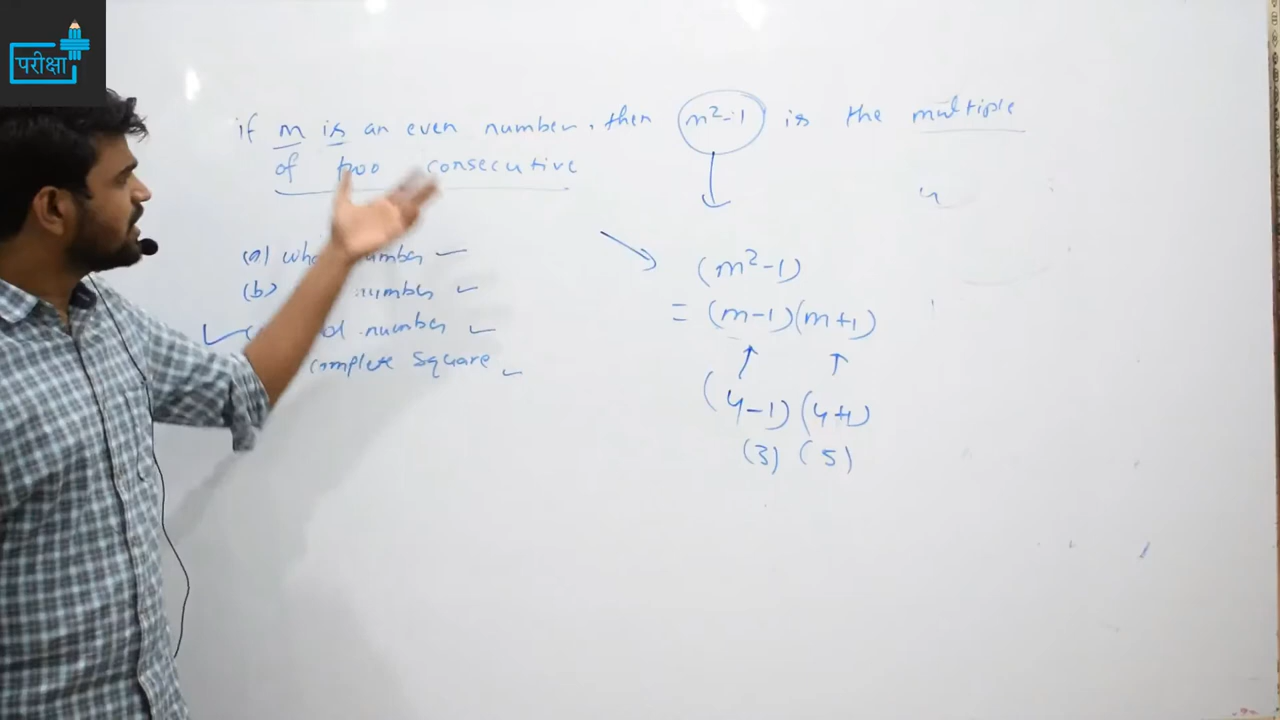 परीक्षा
if m is an even number, then m²-1 is the multiple
of two consecutive
4
(a) number
(b) number
number
complete square
(m²-1)
= (m-1)(m+1)
(4-1)(4+1)
(3) (5)